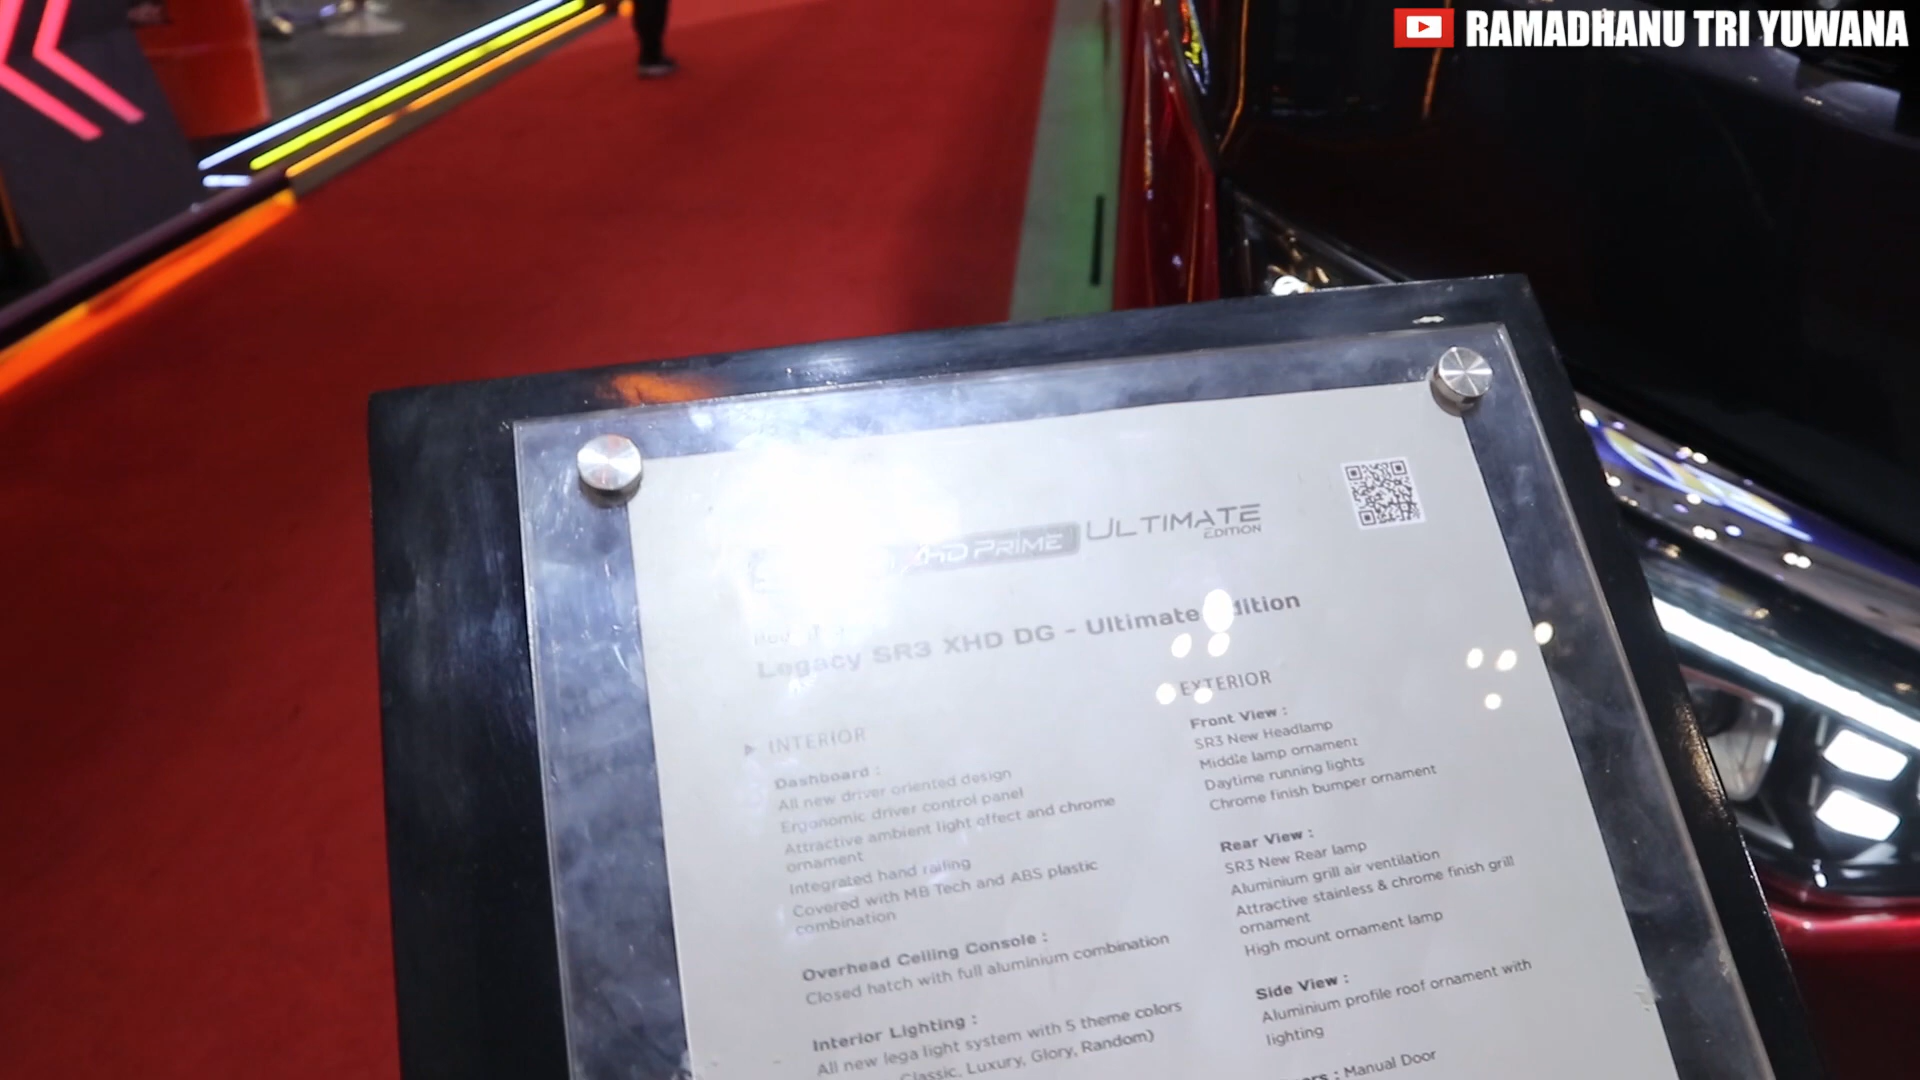 RAMADHANU TRI YUWANA
XHD PRIME ULTIMATE
EDITION
Legacy SR3 XHD DG - Ultimate Edition
INTERIOR
Dashboard :
All new driver oriented design
Ergonomic driver control panel
Attractive ambient light effect and chrome
ornament
Integrated hand railing
Covered with MB Tech and ABS plastic
combination
Overhead Ceiling Console :
Closed hatch with full aluminium combination
Interior Lighting :
All new lega light system with 5 theme colors
Classic, Luxury, Glory, Random)
EXTERIOR
Front View :
SR3 New Headlamp
Middle lamp ornament
Daytime running lights
Chrome finish bumper ornament
Rear View :
SR3 New Rear lamp
Aluminium grill air ventilation
Attractive stainless & chrome finish grill
ornament
High mount ornament lamp
Side View :
Aluminium profile roof ornament with
lighting
: Manual Door